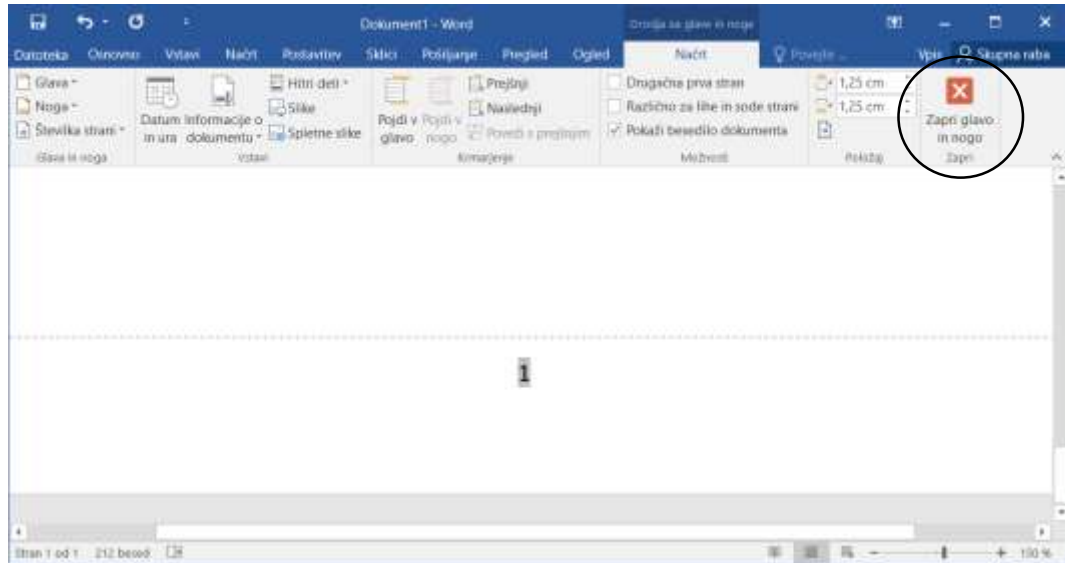 Dokument1 - Word
Orodja za glave in noge
Datoteka Osnovno Vstavi Načrt Postavitev Sklici Pošiljanje Pregled Ogled Načrt Povejte... Vpis Skupna raba
Glava
Noga
Številka strani
Glava in noga
Datum in ura
Informacije o dokumentu
Hitri deli
Slike
Spletne slike
Vstavi
Pojdi v glavo
Pojdi v nogo
Prejšnji
Naslednji
Poveži s prejšnjim
Krmarjenje
Drugačna prva stran
Različno za lihe in sode strani
Pokaži besedilo dokumenta
Možnosti
1,25 cm
1,25 cm
Položaj
Zapri glavo
in nogo
Zapri
1
Stran 1 od 1 212 besed
100 %